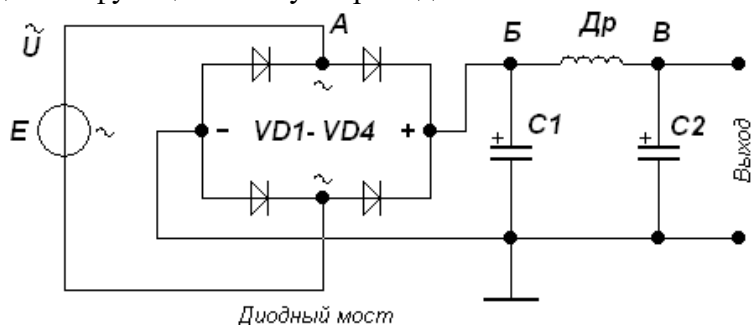 Ũ
A
E
~
~
- VD1- VD4 +
~
Б
Др
В
+
C1
+
C2
Выход
Диодный мост